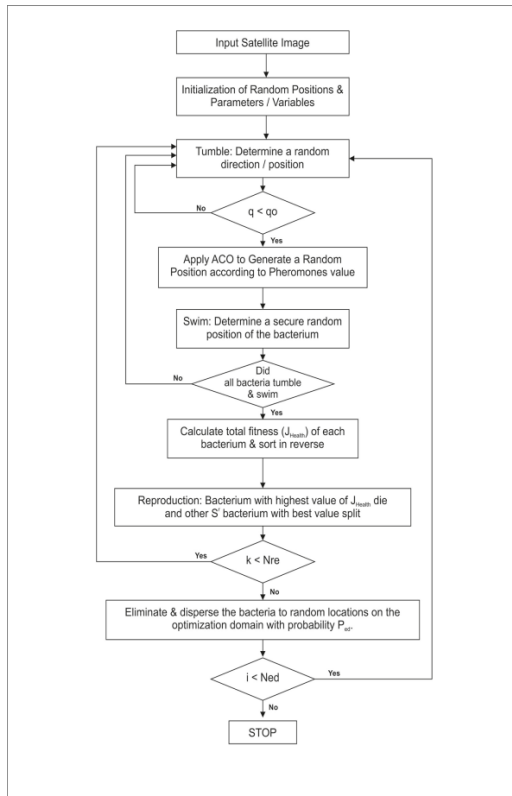 Input Satellite Image
Initialization of Random Positions &
Parameters / Variables
Tumble: Determine a random
direction / position
No
q < qo
Yes
Apply ACO to Generate a Random
Position according to Pheromones value
Swim: Determine a secure random
position of the bacterium
Did
all bacteria tumble
& swim
No
Yes
Calculate total fitness (J_Health) of each
bacterium & sort in reverse
Reproduction: Bacterium with highest value of J_Health die
and other S' bacterium with best value split
Yes
k < Nre
No
Eliminate & disperse the bacteria to random locations on the
optimization domain with probability P_ed.
i < Ned
Yes
No
STOP